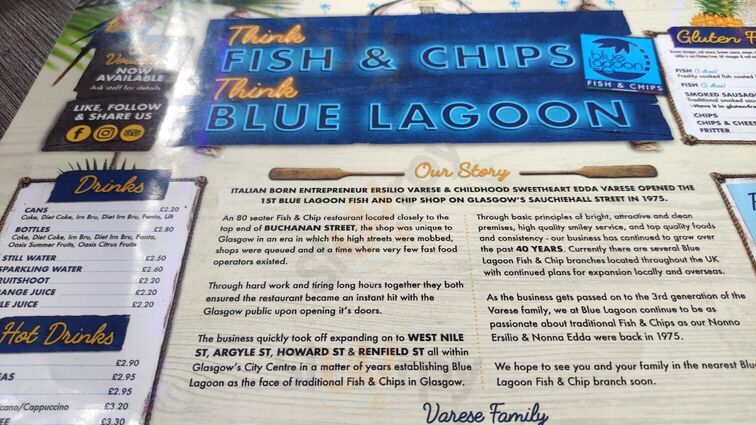 Think
FISH & CHIPS
Think
BLUE LAGOON
blue
lagoon
FISH & CHIPS
NOW
AVAILABLE
Ask staff for details
LIKE, FOLLOW
& SHARE US
Gluten
FISH
Freshly cooked fish coated
FISH
SMOKED SAUSAG
Traditional smoked
CHIPS
CHIPS & CHEES
FRITTER
Drinks
CANS £2.20
Coke, Diet Coke, Irn Bru, Diet Irn Bru, Fanta, Lilt
BOTTLES £2.80
Coke, Diet Coke, Irn Bru, Diet Irn Bru, Fanta,
Oasis Summer Fruits, Oasis Citrus Fruits
STILL WATER £2.50
SPARKLING WATER £2.60
FRUITSHOOT £2.20
ANGE JUICE £2.20
LE JUICE £2.20
Hot Drinks
£2.90
EAS £2.95
£2.95
cano/Cappuccino £3.20
EE £3.30
Our Story
ITALIAN BORN ENTREPRENEUR ERSILIO VARESE & CHILDHOOD SWEETHEART EDDA VARESE OPENED THE
1ST BLUE LAGOON FISH AND CHIP SHOP ON GLASGOW'S SAUCHIEHALL STREET IN 1975.
An 80 seater Fish & Chip restaurant located closely to the
top end of BUCHANAN STREET, the shop was unique to
Glasgow in an era in which the high streets were mobbed,
shops were queued and at a time where very few fast food
operators existed.
Through hard work and tiring long hours together they both
ensured the restaurant became an instant hit with the
Glasgow public upon opening it's doors.
The business quickly took off expanding on to WEST NILE
ST, ARGYLE ST, HOWARD ST & RENFIELD ST all within
Glasgow's City Centre in a matter of years establishing Blue
Lagoon as the face of traditional Fish & Chips in Glasgow.
Through basic principles of bright, attractive and clean
premises, high quality smiley service, and top quality foods
and consistency - our business has continued to grow over
the past 40 YEARS. Currently there are several Blue
Lagoon Fish & Chip branches located throughout the UK
with continued plans for expansion locally and overseas.
As the business gets passed on to the 3rd generation of the
Varese family, we at Blue Lagoon continue to be as
passionate about traditional Fish & Chips as our Nonno
Ersilio & Nonna Edda were back in 1975.
We hope to see you and your family in the nearest Blue
Lagoon Fish & Chip branch soon.
Varese Family